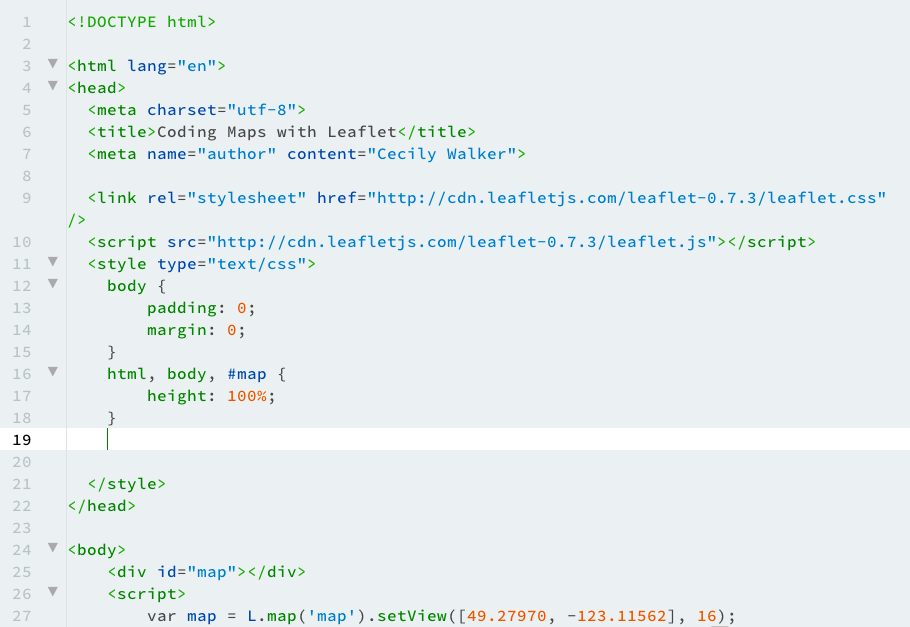 1 <!DOCTYPE html>
2
3 <html lang="en">
4 <head>
5 <meta charset="utf-8">
6 <title>Coding Maps with Leaflet</title>
7 <meta name="author" content="Cecily Walker">
8
9 <link rel="stylesheet" href="http://cdn.leafletjs.com/leaflet-0.7.3/leaflet.css"
/>
10 <script src="http://cdn.leafletjs.com/leaflet-0.7.3/leaflet.js"></script>
11 <style type="text/css">
12 body {
13 padding: 0;
14 margin: 0;
15 }
16 html, body, #map {
17 height: 100%;
18 }
19
20
21 </style>
22 </head>
23
24 <body>
25 <div id="map"></div>
26 <script>
27 var map = L.map('map').setView([49.27970, -123.11562], 16);